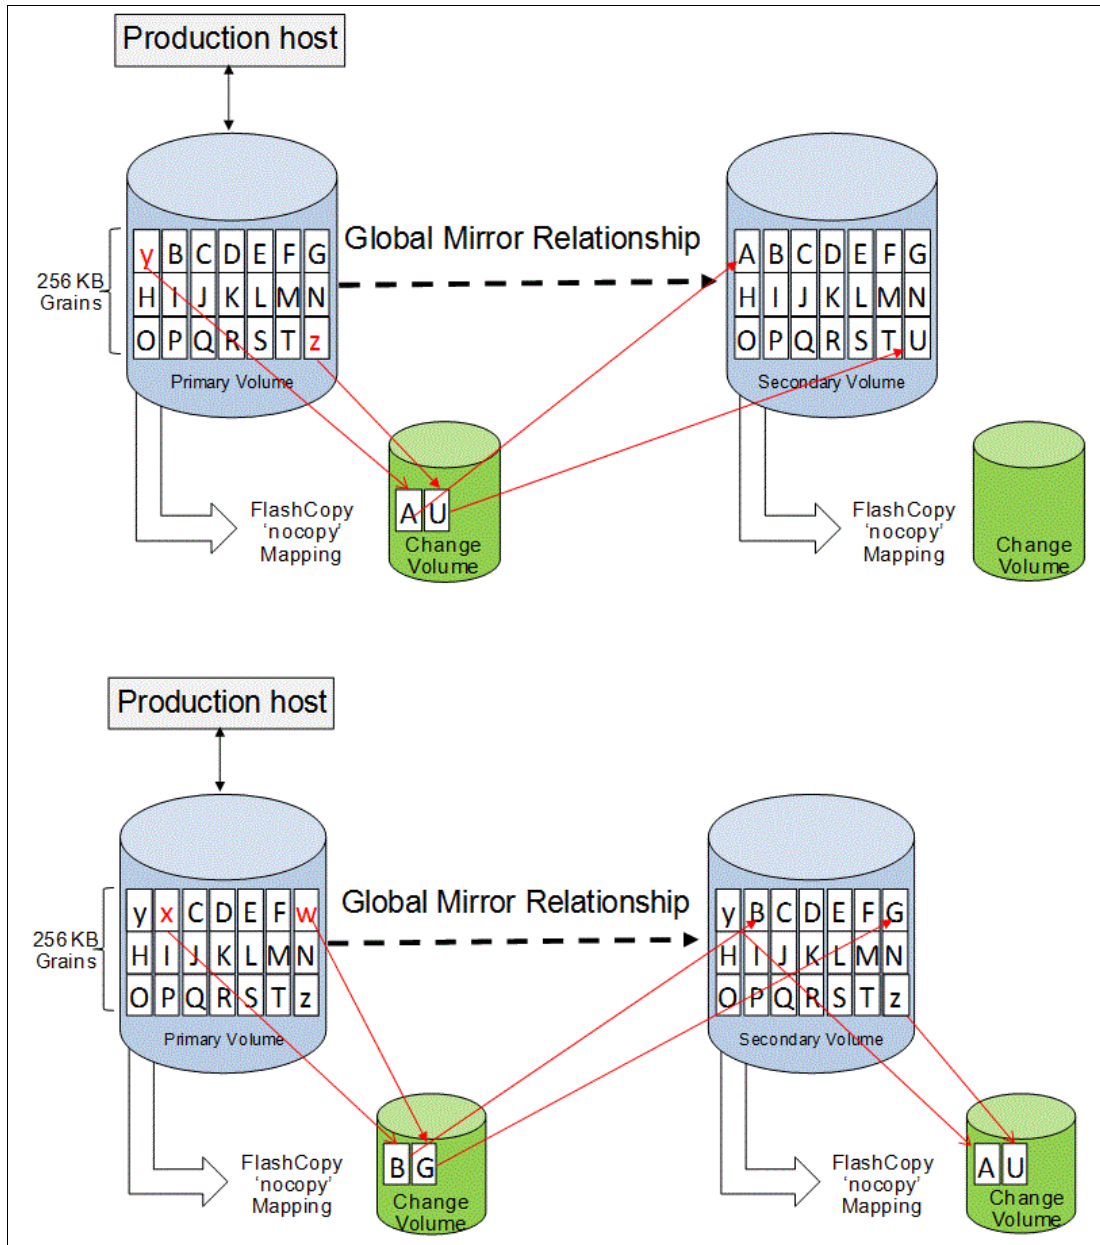 Production host
Global Mirror Relationship
256 KB
Grains
y B C D E F G
H I J K L M N
O P Q R S T z
Primary Volume
A B C D E F G
H I J K L M N
O P Q R S T U
Secondary Volume
FlashCopy
'nocopy'
Mapping
A U
Change
Volume
FlashCopy
'nocopy'
Mapping
Change
Volume
Production host
Global Mirror Relationship
256 KB
Grains
y x C D E F w
H I J K L M N
O P Q R S T z
Primary Volume
y B C D E F G
H I J K L M N
O P Q R S T z
Secondary Volume
FlashCopy
'nocopy'
Mapping
B G
Change
Volume
FlashCopy
'nocopy'
Mapping
A U
Change
Volume